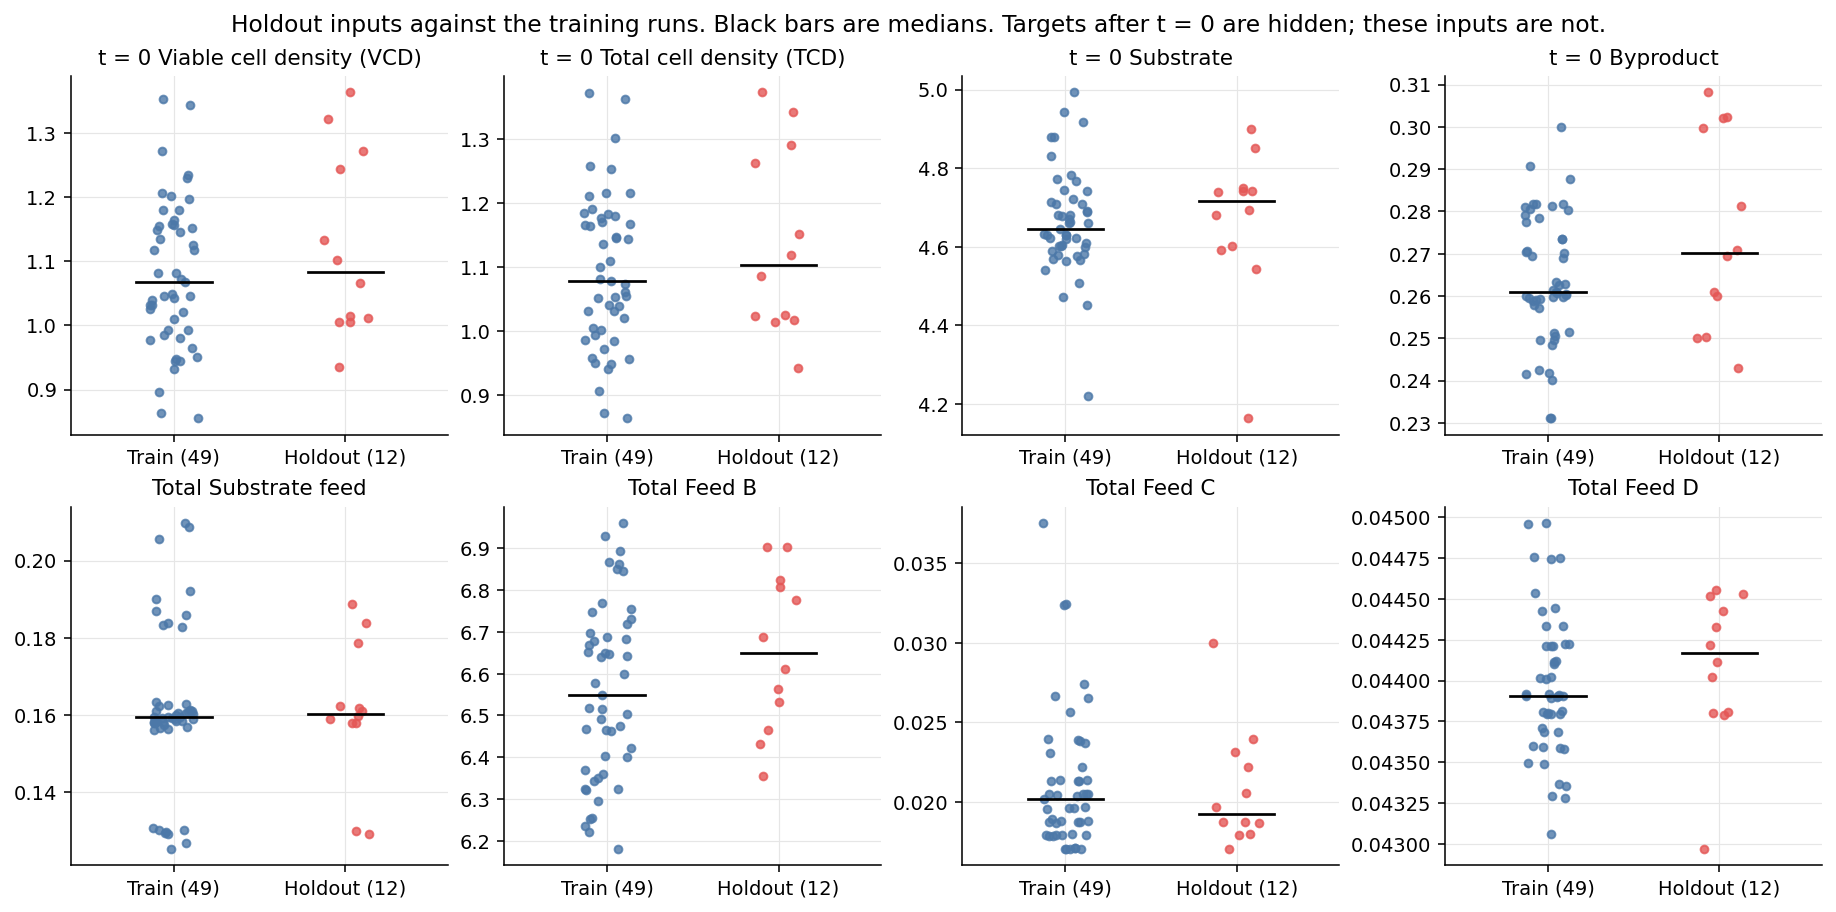 Holdout inputs against the training runs. Black bars are medians. Targets after t = 0 are hidden; these inputs are not.
t = 0 Viable cell density (VCD)
1.3
1.2
1.1
1.0
0.9
Train (49)
Holdout (12)
t = 0 Total cell density (TCD)
1.3
1.2
1.1
1.0
0.9
Train (49)
Holdout (12)
t = 0 Substrate
5.0
4.8
4.6
4.4
4.2
Train (49)
Holdout (12)
t = 0 Byproduct
0.31
0.30
0.29
0.28
0.27
0.26
0.25
0.24
0.23
Train (49)
Holdout (12)
Total Substrate feed
0.20
0.18
0.16
0.14
Train (49)
Holdout (12)
Total Feed B
6.9
6.8
6.7
6.6
6.5
6.4
6.3
6.2
Train (49)
Holdout (12)
Total Feed C
0.035
0.030
0.025
0.020
Train (49)
Holdout (12)
Total Feed D
0.04500
0.04475
0.04450
0.04425
0.04400
0.04375
0.04350
0.04325
0.04300
Train (49)
Holdout (12)